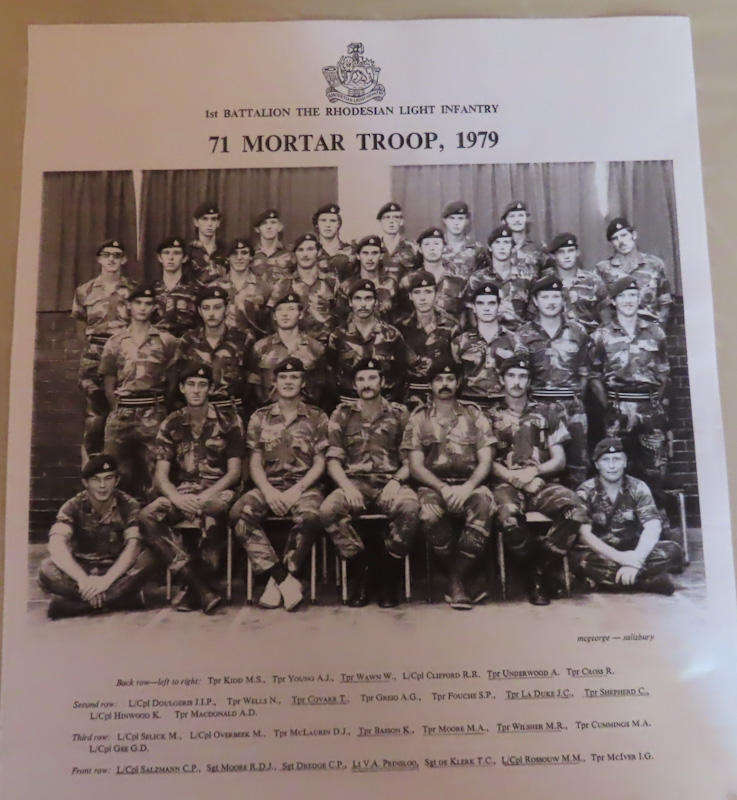 1st BATTALION THE RHODESIAN LIGHT INFANTRY
71 MORTAR TROOP, 1979
mcgeorge — salisbury
Back row—left to right: Tpr KIDD M.S., Tpr YOUNG A.J., Tpr WAWN W., L/Cpl CLIFFORD R.R. Tpr UNDERWOOD A. Tpr CROSS R.
Second row: L/Cpl DOULGERIS J.I.P., Tpr WELLS N., Tpr COVARR T., Tpr GREIG A.G., Tpr FOUCHE S.P., Tpr LA DUKE J.C., Tpr SHEPHERD C.,
L/Cpl HINWOOD K. Tpr MACDONALD A.D.
Third row: L/Cpl SELICK M., L/Cpl OVERBEEK M., Tpr MCLAURIN D.J., Tpr BASSON K., Tpr MOORE M.A., Tpr WILSHER M.R., Tpr CUMMINGS M.A.
L/Cpl GEE G.D.
Front row: L/Cpl SALZMANN C.P., Sgt MOORE R.D.J., Sgt DREDGE C.P., Lt V.A. PRINSLOO, Sgt DE KLERK T.C., L/Cpl ROSSOUW M.M., Tpr MCIVER I.G.